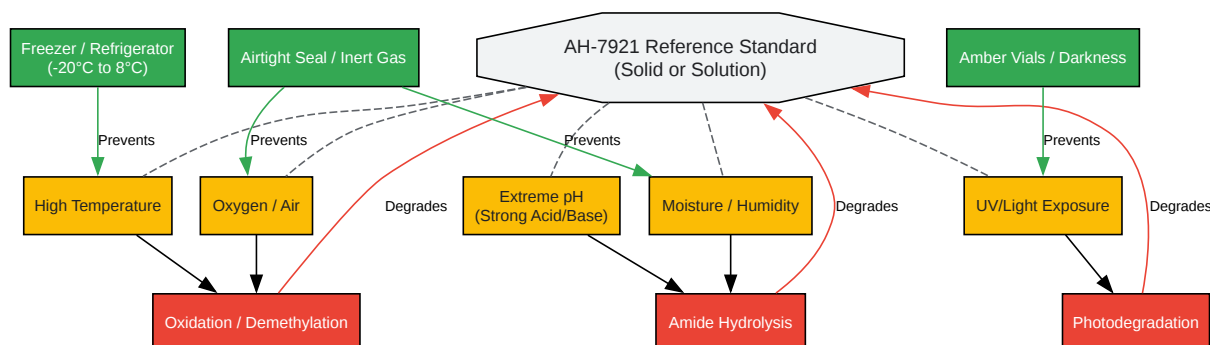 Freezer / Refrigerator
(-20°C to 8°C)
Airtight Seal / Inert Gas
AH-7921 Reference Standard
(Solid or Solution)
Amber Vials / Darkness
Prevents
Prevents
Prevents
Prevents
High Temperature
Oxygen / Air
Degrades
Extreme pH
(Strong Acid/Base)
Moisture / Humidity
Degrades
UV/Light Exposure
Degrades
Oxidation / Demethylation
Amide Hydrolysis
Photodegradation